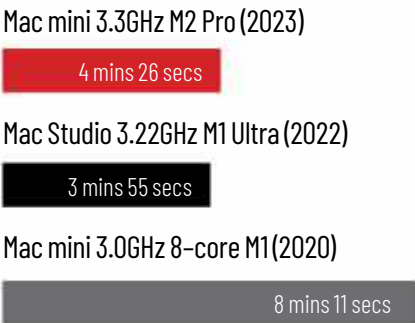 Mac mini 3.3GHz M2 Pro (2023)
4 mins 26 secs
Mac Studio 3.22GHz M1 Ultra (2022)
3 mins 55 secs
Mac mini 3.0GHz 8-core M1 (2020)
8 mins 11 secs